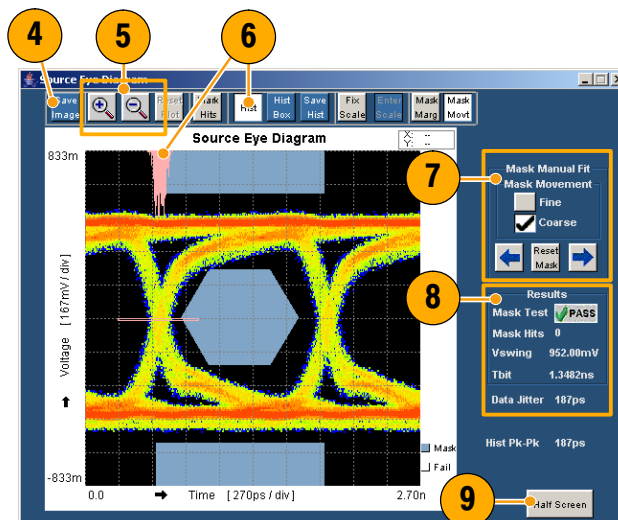 4
5
6
Source Eye Diagram
Save Image
Reset Plot
Mark Hits
Hist
Hist Box
Save Hist
Fix Scale
Enter Scale
Mask Marg
Mask Movt
Source Eye Diagram
X: --
Y: --
833m
Voltage [167mV / div]
-833m
0.0
Time [270ps / div]
2.70n
Mask
Fail
7
Mask Manual Fit
Mask Movement
Fine
Coarse
Reset Mask
8
Results
Mask Test PASS
Mask Hits 0
Vswing 952.00mV
Tbit 1.3482ns
Data Jitter 187ps
Hist Pk-Pk 187ps
9
Half Screen